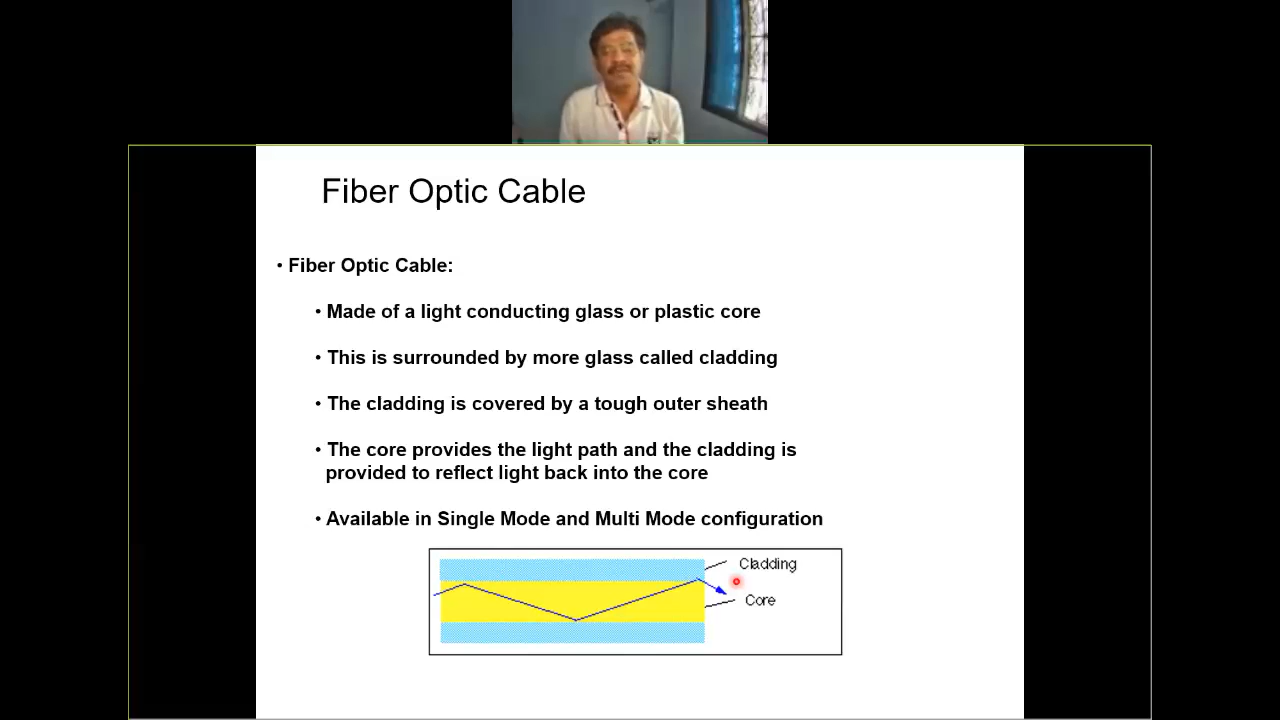 Fiber Optic Cable
• Fiber Optic Cable:
• Made of a light conducting glass or plastic core
• This is surrounded by more glass called cladding
• The cladding is covered by a tough outer sheath
• The core provides the light path and the cladding is
provided to reflect light back into the core
• Available in Single Mode and Multi Mode configuration
Cladding
Core